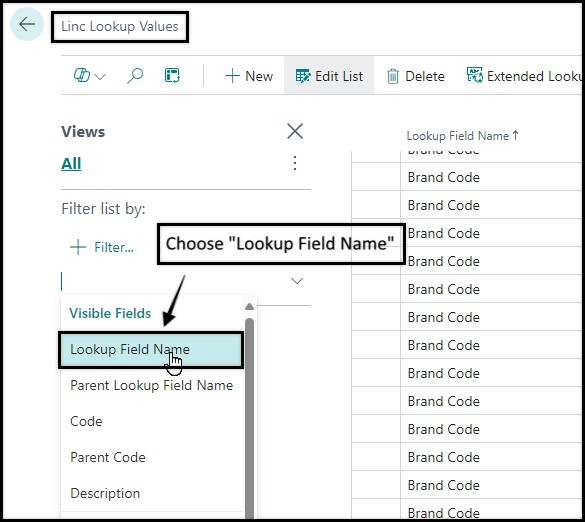 Linc Lookup Values
New
Edit List
Delete
Extended Looku
Views
All
Filter list by:
Filter...
Choose "Lookup Field Name"
Visible Fields
Lookup Field Name
Parent Lookup Field Name
Code
Parent Code
Description
Lookup Field Name ↑
Brand Code
Brand Code
Brand Code
Brand Code
Brand Code
Brand Code
Brand Code
Brand Code
Brand Code
Brand Code
Brand Code
Brand Code
Brand Code
Brand Code